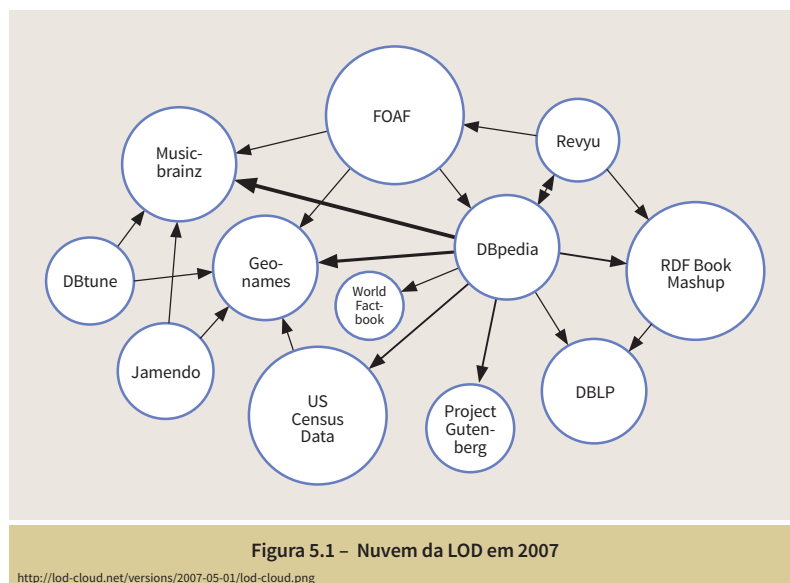 FOAF
Music-
brainz
Revyu
DBpedia
Geo-
names
RDF Book
Mashup
DBtune
World
Fact-
book
Jamendo
US
Census
Data
Project
Guten-
berg
DBLP
Figura 5.1 – Nuvem da LOD em 2007
http://lod-cloud.net/versions/2007-05-01/lod-cloud.png